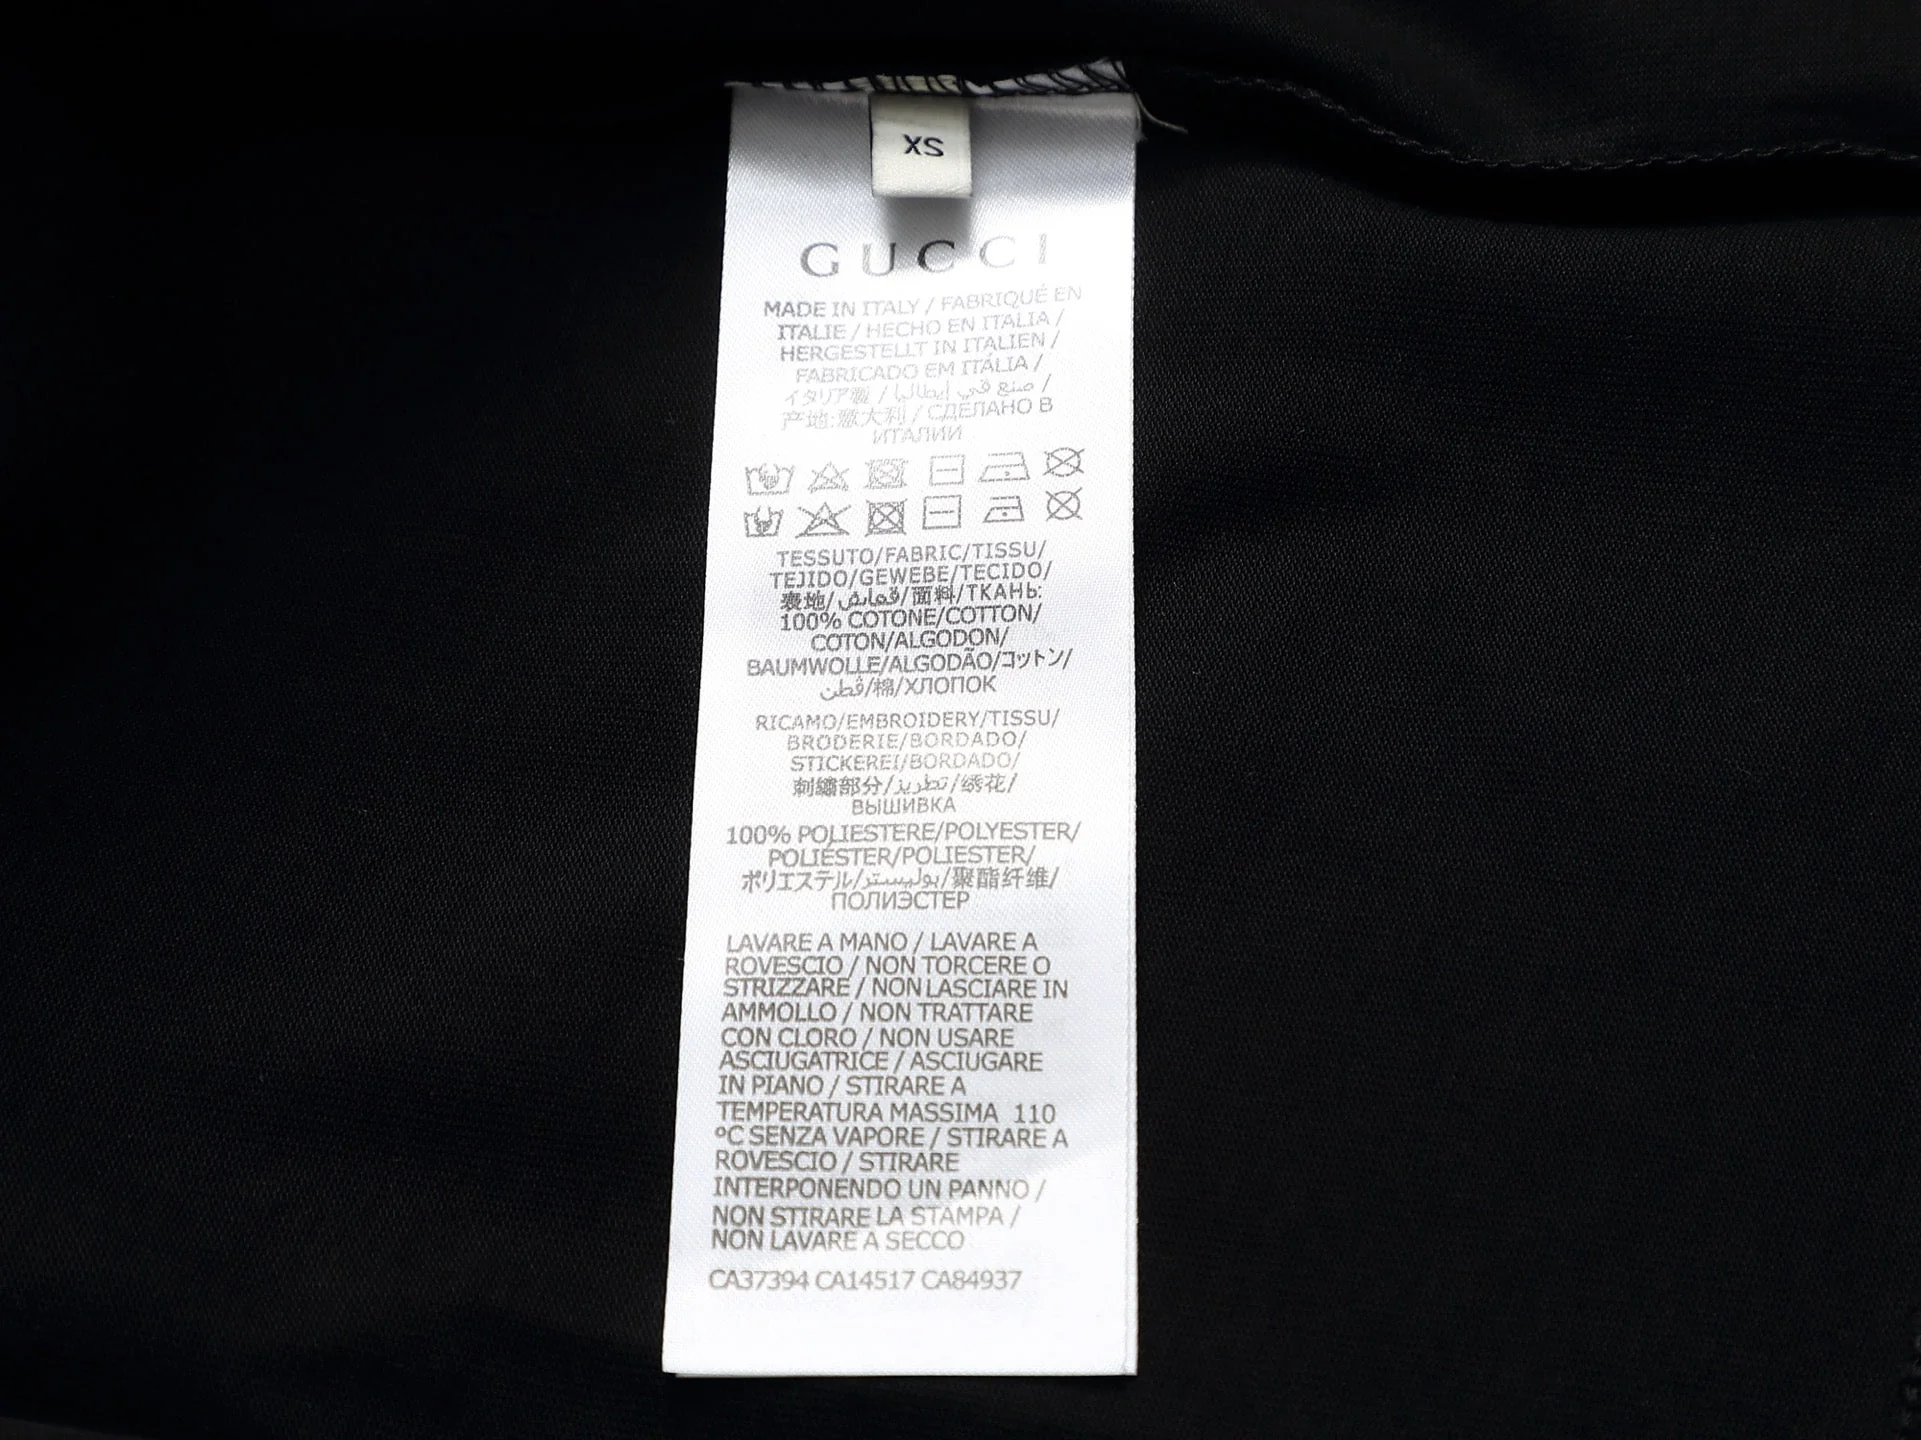 XS
GUCCI
MADE IN ITALY / FABRIQUÉ EN
ITALIE / HECHO EN ITALIA /
HERGESTELLT IN ITALIEN /
FABRICADO EM ITÁLIA /
イタリア製 / صنع في إيطاليا /
产地:意大利 / СДЕЛАНО В
ИТАЛИИ
TESSUTO/FABRIC/TISSU/
TEJIDO/GEWEBE/TECIDO/
表地/قماش/面料/ТКАНЬ:
100% COTONE/COTTON/
COTON/ALGODON/
BAUMWOLLE/ALGODÃO/コットン/
قطن/棉/ХЛОПОК
RICAMO/EMBROIDERY/TISSU/
BRODERIE/BORDADO/
STICKEREI/BORDADO/
刺繍部分/تطريز/绣花/
ВЫШИВКА
100% POLIESTERE/POLYESTER/
POLIÉSTER/POLIESTER/
ポリエステル/بوليستر/聚酯纤维/
ПОЛИЭСТЕР
LAVARE A MANO / LAVARE A
ROVESCIO / NON TORCERE O
STRIZZARE / NON LASCIARE IN
AMMOLLO / NON TRATTARE
CON CLORO / NON USARE
ASCIUGATRICE / ASCIUGARE
IN PIANO / STIRARE A
TEMPERATURA MASSIMA 110
ºC SENZA VAPORE / STIRARE A
ROVESCIO / STIRARE
INTERPONENDO UN PANNO /
NON STIRARE LA STAMPA /
NON LAVARE A SECCO
CA37394 CA14517 CA84937